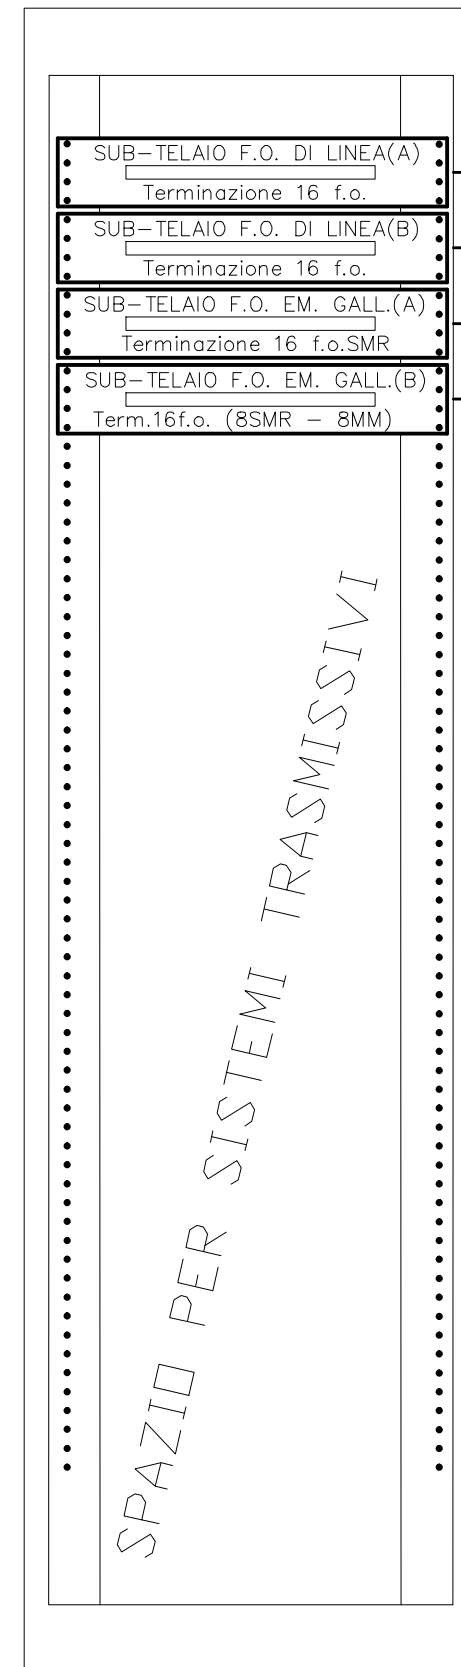 SUB-TELAIO F.O. DI LINEA(A)
Terminazione 16 f.o.
SUB-TELAIO F.O. DI LINEA(B)
Terminazione 16 f.o.
SUB-TELAIO F.O. EM. GALL.(A)
Terminazione 16 f.o.SMR
SUB-TELAIO F.O. EM. GALL.(B)
Term.16f.o. (8SMR - 8MM)
SPAZIO PER SISTEMI TRASMISSIVI